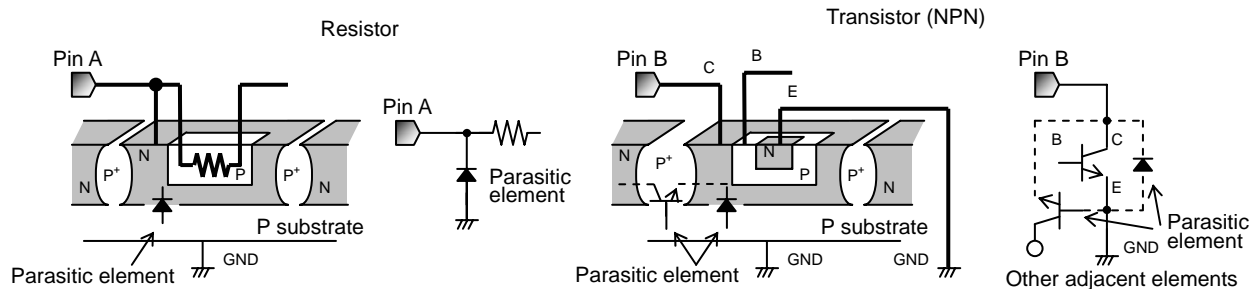 Resistor
Pin A
N
N
P+
P
P+
N
Parasitic element
GND
P substrate
Pin A
Parasitic
element
Transistor (NPN)
Pin B
C
B
E
N
P+
N
N
P
P+
N
P substrate
Parasitic element
GND
GND
Pin B
B
C
E
GND
Parasitic
element
Other adjacent elements